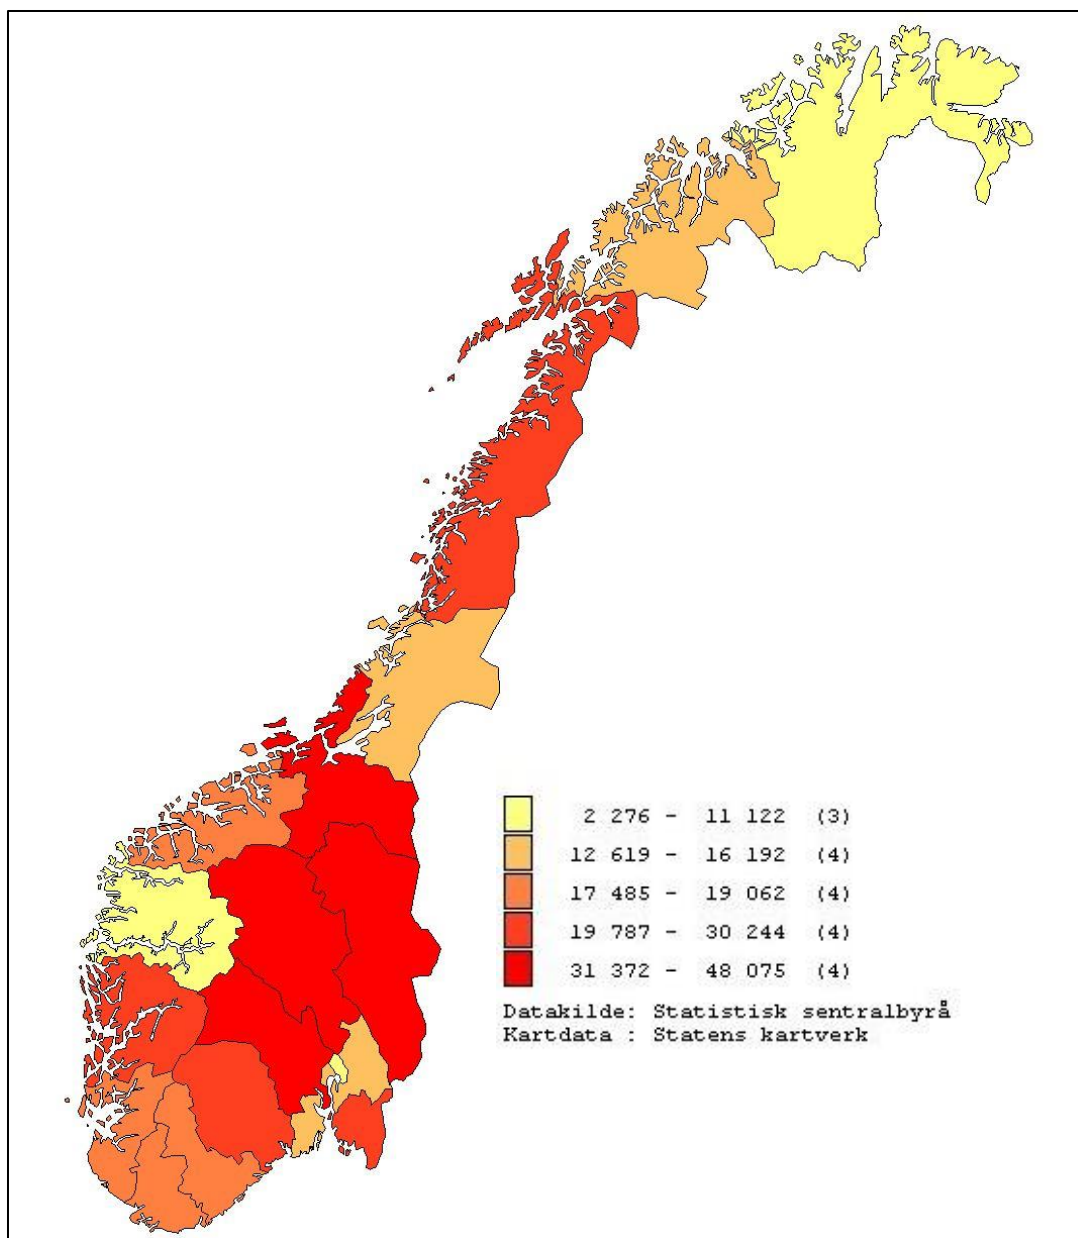 2 276 - 11 122 (3)
12 619 - 16 192 (4)
17 485 - 19 062 (4)
19 787 - 30 244 (4)
31 372 - 48 075 (4)
Datakilde: Statistisk sentralbyrå
Kartdata : Statens kartverk